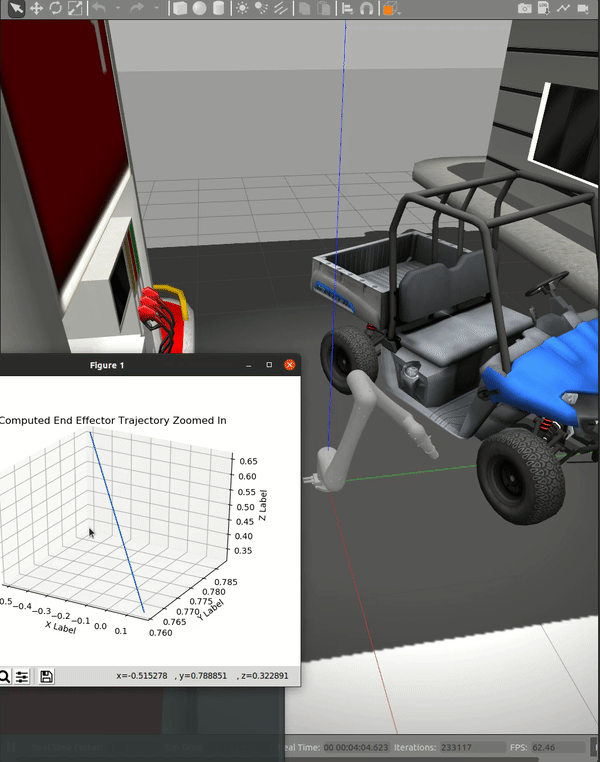 Figure 1
Computed End Effector Trajectory Zoomed In
0.65
0.60
0.55
0.50
0.45
0.40
0.35
Z Label
0.785
0.780
0.775
0.770
0.765
0.760
Y Label
.5 −0.4 −0.3 −0.2 −0.1 0.0 0.1
X Label
x=-0.515278 , y=0.788851 , z=0.322891
eal Time: 00 00:04:04.623 Iterations: 233117 FPS: 62.46